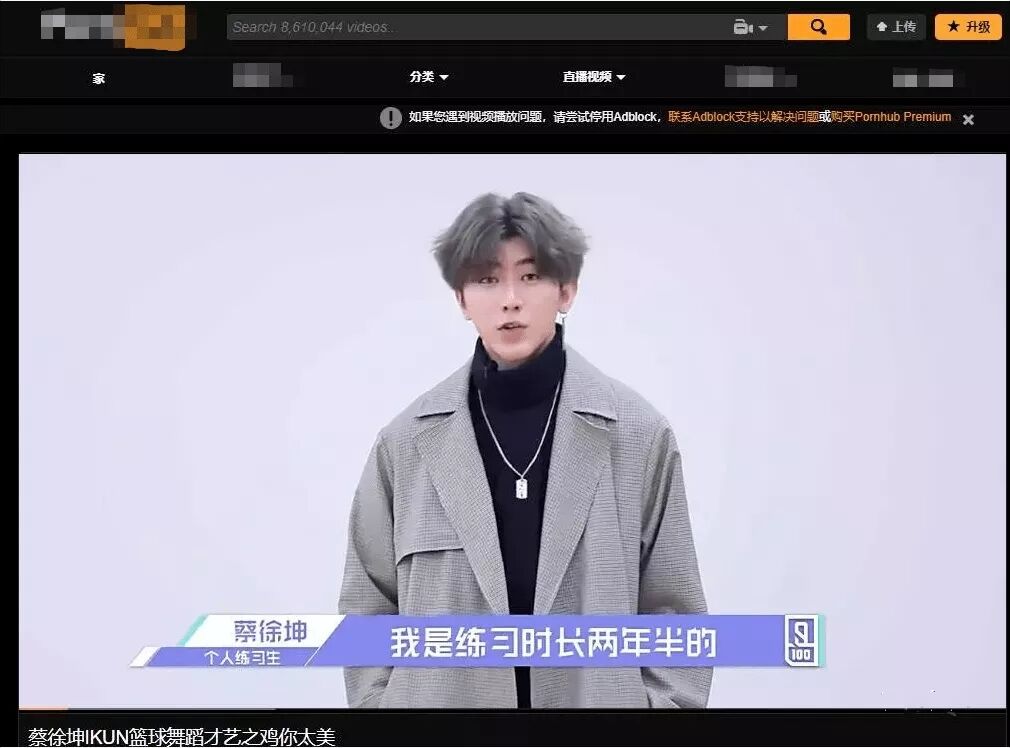 Search 8,610,044 videos..
上传
升级
家
分类
直播视频
如果您遇到视频播放问题，请尝试停用Adblock，联系Adblock支持以解决问题或购买Pornhub Premium
蔡徐坤
个人练习生
我是练习时长两年半的
100
蔡徐坤IKUN篮球舞蹈才艺之鸡你太美